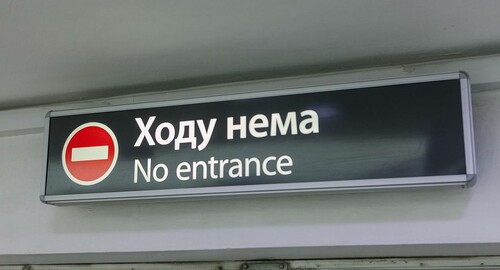 Ходу нема
No entrance